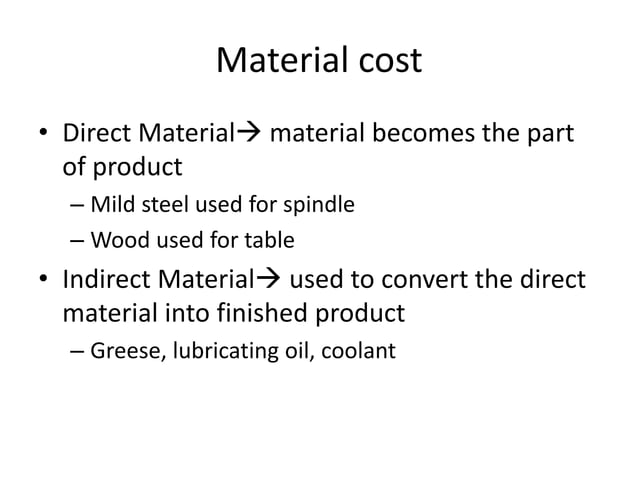 Material cost
• Direct Material→ material becomes the part
of product
– Mild steel used for spindle
– Wood used for table
• Indirect Material→ used to convert the direct
material into finished product
– Greese, lubricating oil, coolant